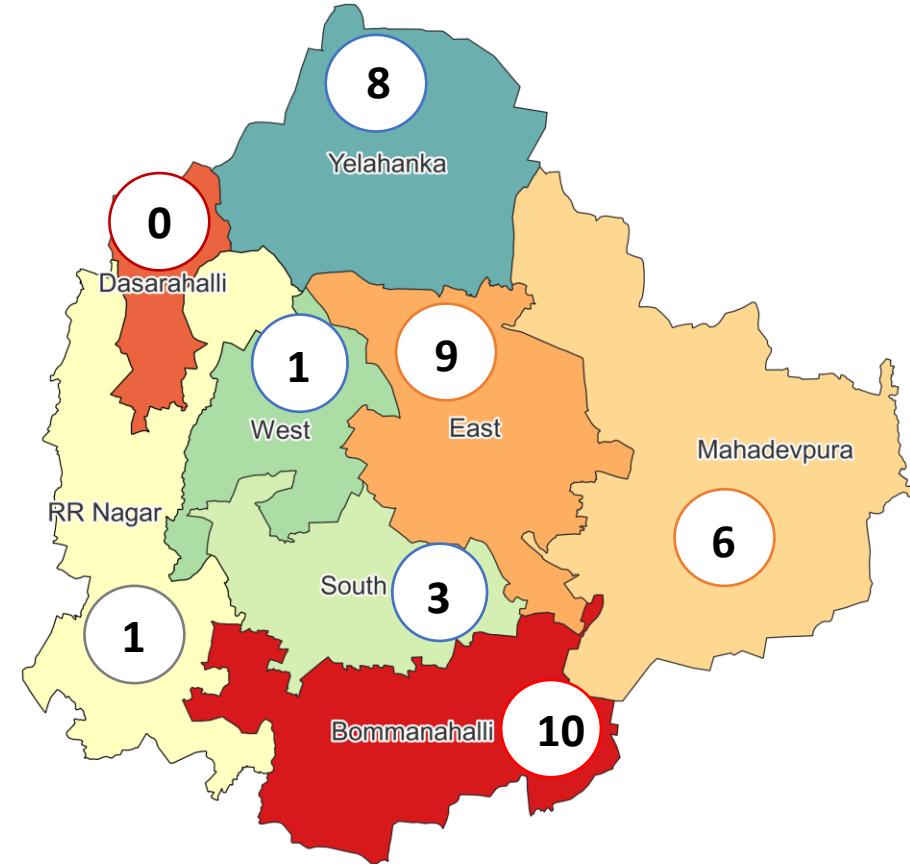 8
Yelahanka
0
Dasarahalli
1
West
9
East
Mahadevpura
6
RR Nagar
1
South
3
Bommanahalli
10